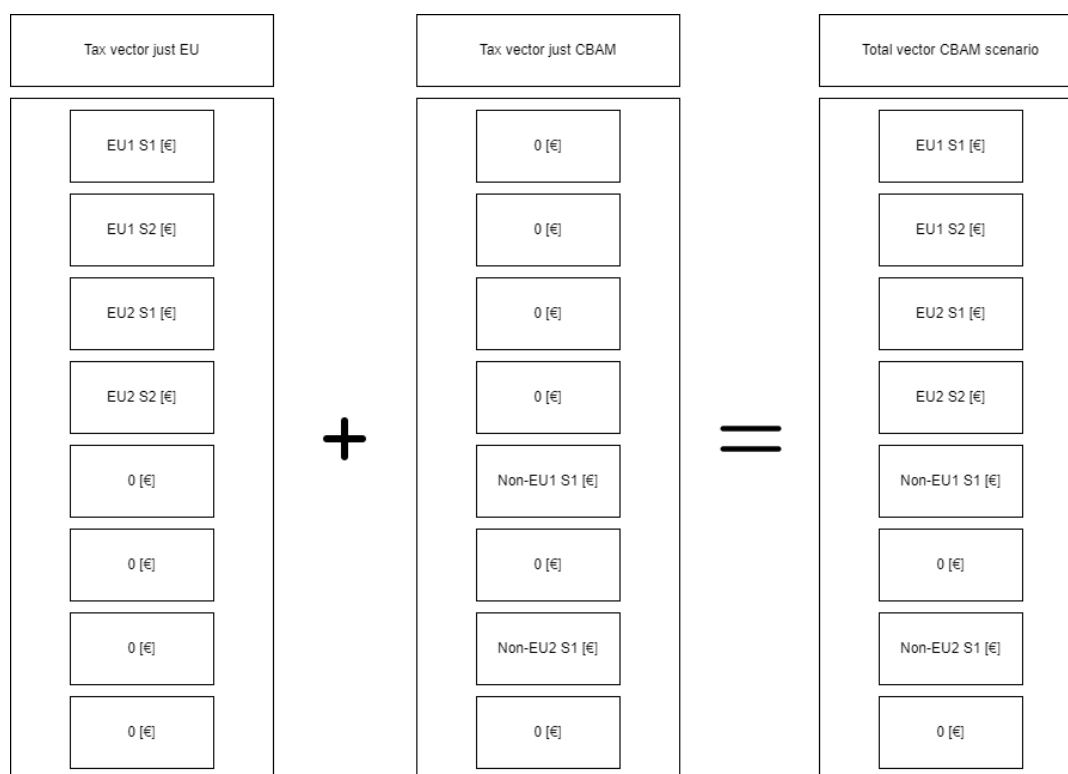 Tax vector just EU
Tax vector just CBAM
Total vector CBAM scenario
EU1 S1 [€]
0 [€]
EU1 S1 [€]
EU1 S2 [€]
0 [€]
EU1 S2 [€]
EU2 S1 [€]
0 [€]
EU2 S1 [€]
EU2 S2 [€]
0 [€]
EU2 S2 [€]
+
=
0 [€]
Non-EU1 S1 [€]
Non-EU1 S1 [€]
0 [€]
0 [€]
0 [€]
0 [€]
Non-EU2 S1 [€]
Non-EU2 S1 [€]
0 [€]
0 [€]
0 [€]